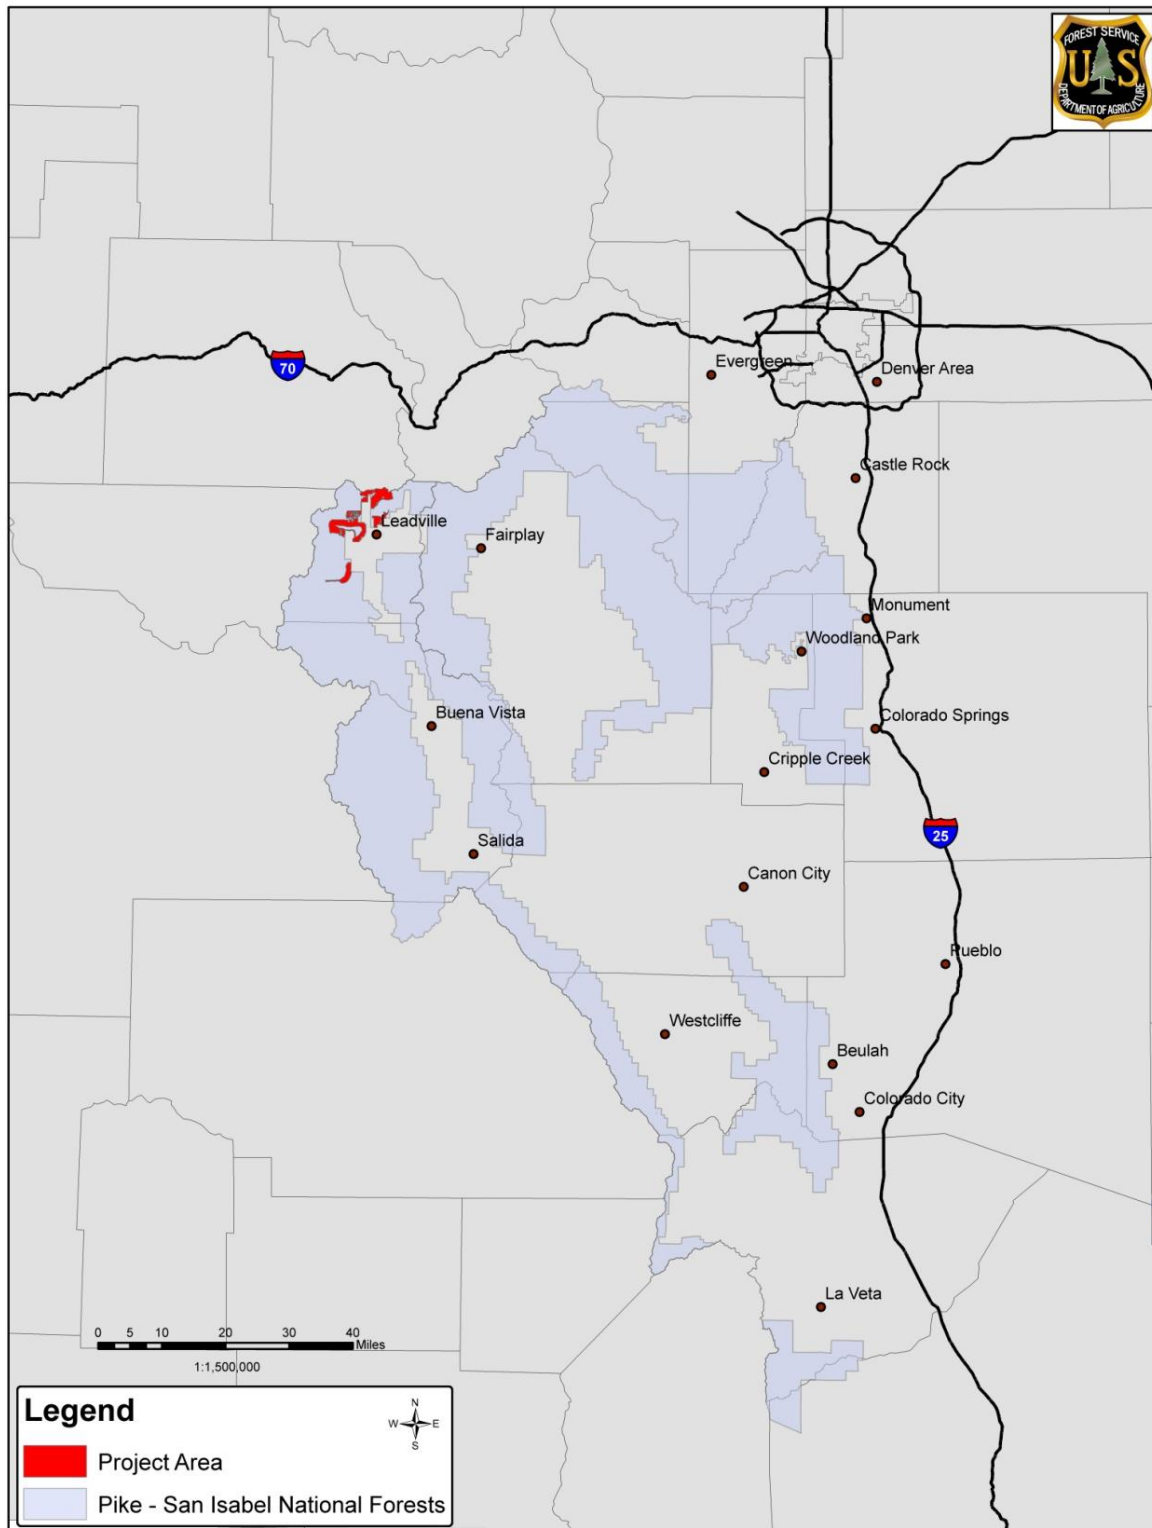 FOREST SERVICE
U S
DEPARTMENT OF AGRICULTURE
70
Evergreen
Denver Area
Castle Rock
Leadville
Fairplay
Monument
Woodland Park
Buena Vista
Colorado Springs
Cripple Creek
25
Salida
Canon City
Pueblo
Westcliffe
Beulah
Colorado City
La Veta
0 5 10 20 30 40
Miles
1:1,500,000
Legend
N
W E
S
Project Area
Pike - San Isabel National Forests